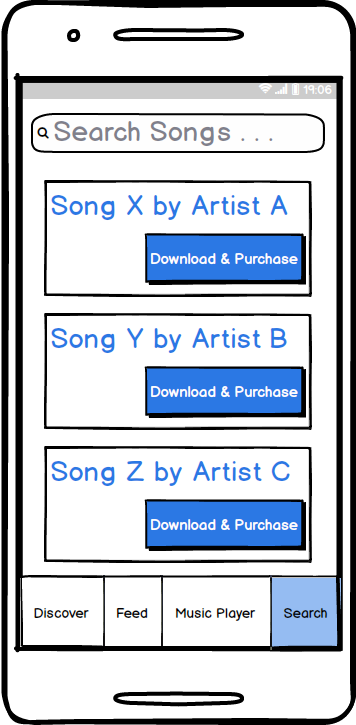 19:06
Search Songs . . .
Song X by Artist A
Download & Purchase
Song Y by Artist B
Download & Purchase
Song Z by Artist C
Download & Purchase
Discover Feed Music Player Search